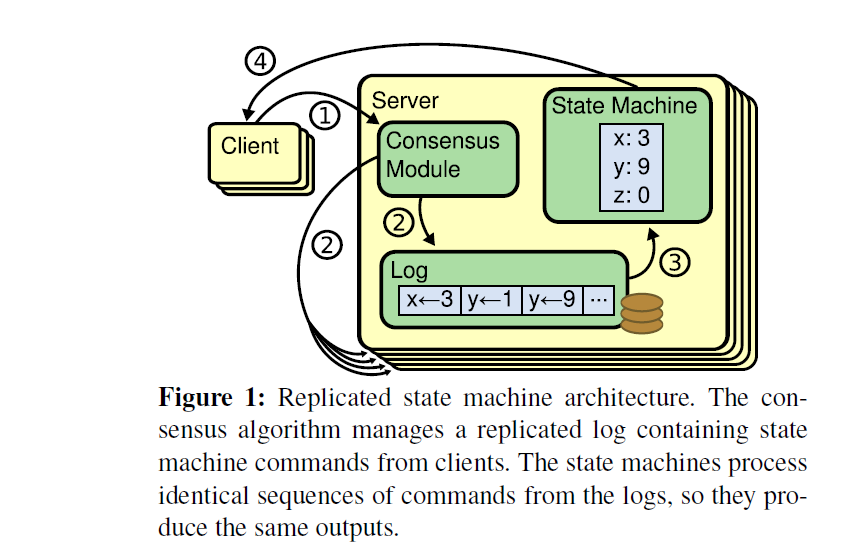 ④
①
Server
State Machine
Client
Consensus
Module
x: 3
y: 9
z: 0
②
②
③
Log
x←3 y←1 y←9 ...
Figure 1: Replicated state machine architecture. The con-
sensus algorithm manages a replicated log containing state
machine commands from clients. The state machines process
identical sequences of commands from the logs, so they pro-
duce the same outputs.